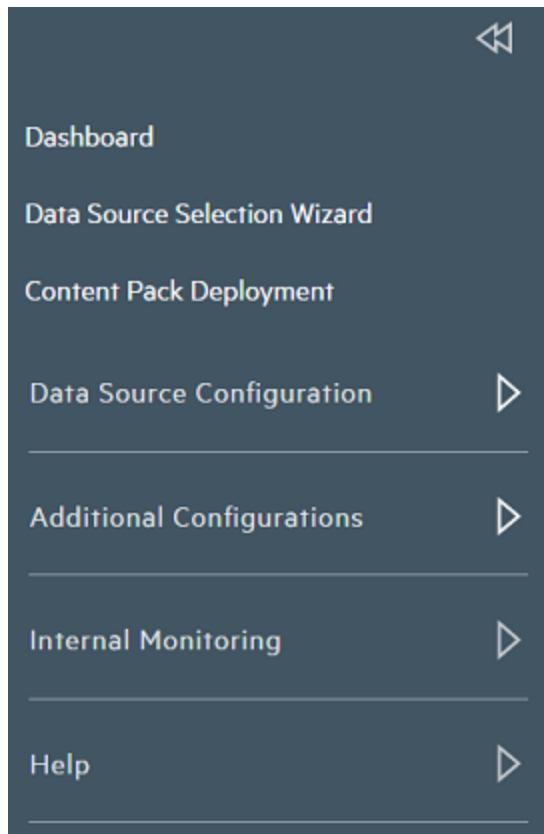 Dashboard
Data Source Selection Wizard
Content Pack Deployment
Data Source Configuration
Additional Configurations
Internal Monitoring
Help